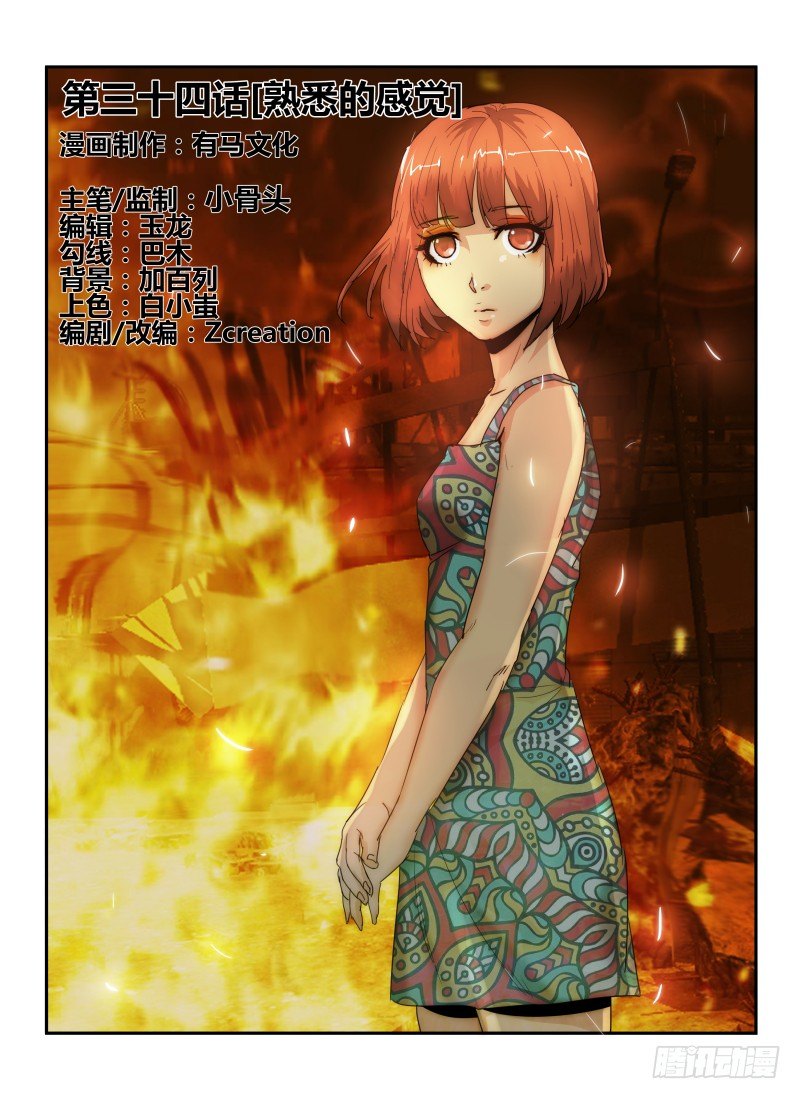 第三十四话[熟悉的感觉]
漫画制作：有马文化
主笔/监制：小骨头
编辑：玉龙
勾线：巴木
背景：加百列
上色：白小蚩
编剧/改编：Zcreation
腾讯动漫